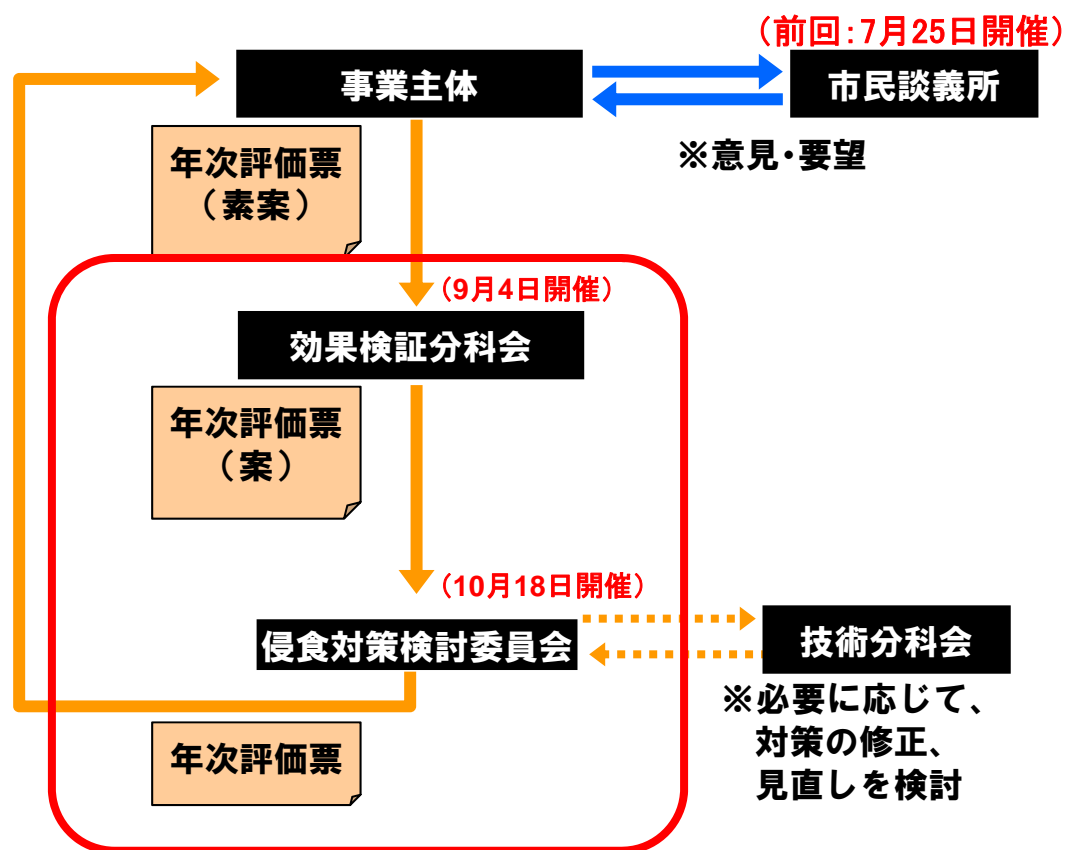 （前回：7月25日開催）
事業主体
市民談義所
※意見・要望
年次評価票
（素案）
（9月4日開催）
効果検証分科会
年次評価票
（案）
（10月18日開催）
侵食対策検討委員会
技術分科会
※必要に応じて、
対策の修正、
見直しを検討
年次評価票